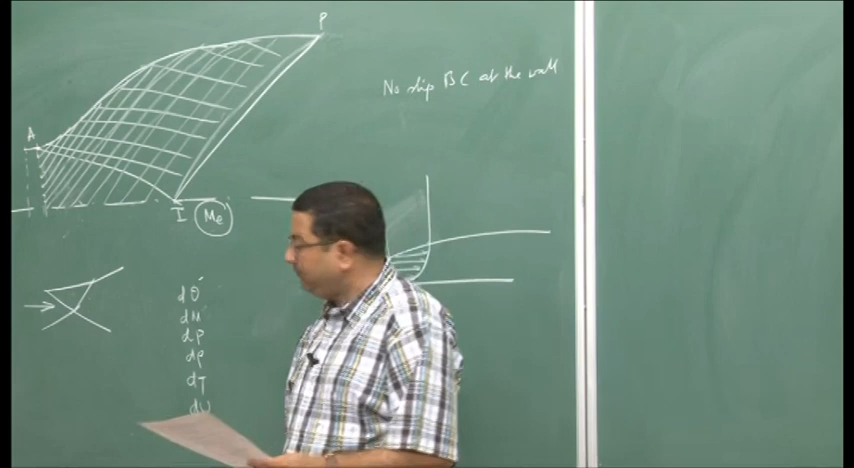 P
No slip BC at the wall
A
I Me
dθ
dM
dP
dρ
dT
dU